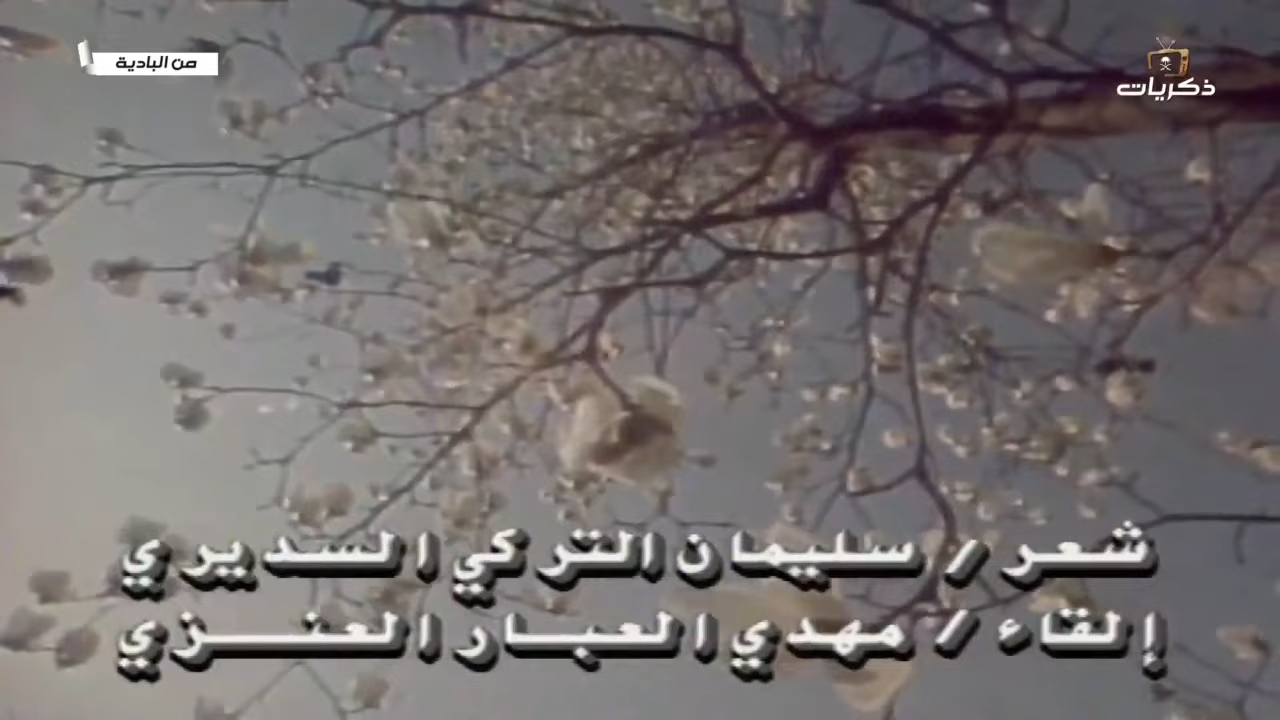 من البادية
ذكريات
شعر / سليمان التركي السديري
إلقاء / مهدي العبار العنزي